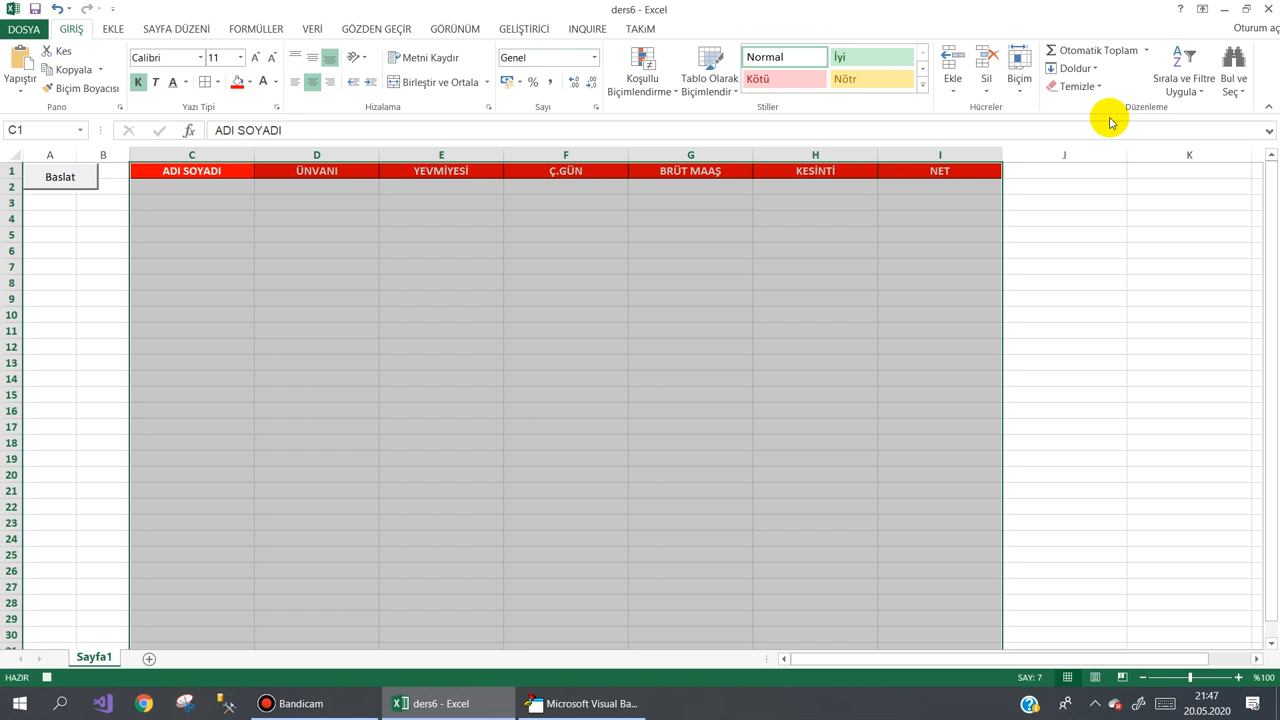 ders6 - Excel
DOSYA GİRİŞ EKLE SAYFA DÜZENİ FORMÜLLER VERİ GÖZDEN GEÇİR GÖRÜNÜM GELİŞTİRİCİ INQUIRE TAKıM Oturum aç
Yapıştır
Kes
Kopyala
Biçim Boyacısı
Pano
Calibri 11
K T A
Yazı Tipi
Metni Kaydır
Birleştir ve Ortala
Hizalama
Genel
Sayı
Koşullu Biçimlendirme
Tablo Olarak Biçimlendir
Normal İyi
Kötü Nötr
Stiller
Ekle Sil Biçim
Hücreler
Otomatik Toplam
Doldur
Temizle
Sırala ve Filtre Uygula
Bul ve Seç
Düzenleme
C1 fx ADI SOYADI
A B C D E F G H I J K
Baslat
1 ADI SOYADI ÜNVANI YEVMİYESİ Ç.GÜN BRÜT MAAŞ KESİNTİ NET
2
3
4
5
6
7
8
9
10
11
12
13
14
15
16
17
18
19
20
21
22
23
24
25
26
27
28
29
30
Sayfa1
HAZIR SAY: 7 %100
Bandicam ders6 - Excel Microsoft Visual Ba... 21:47
20.05.2020